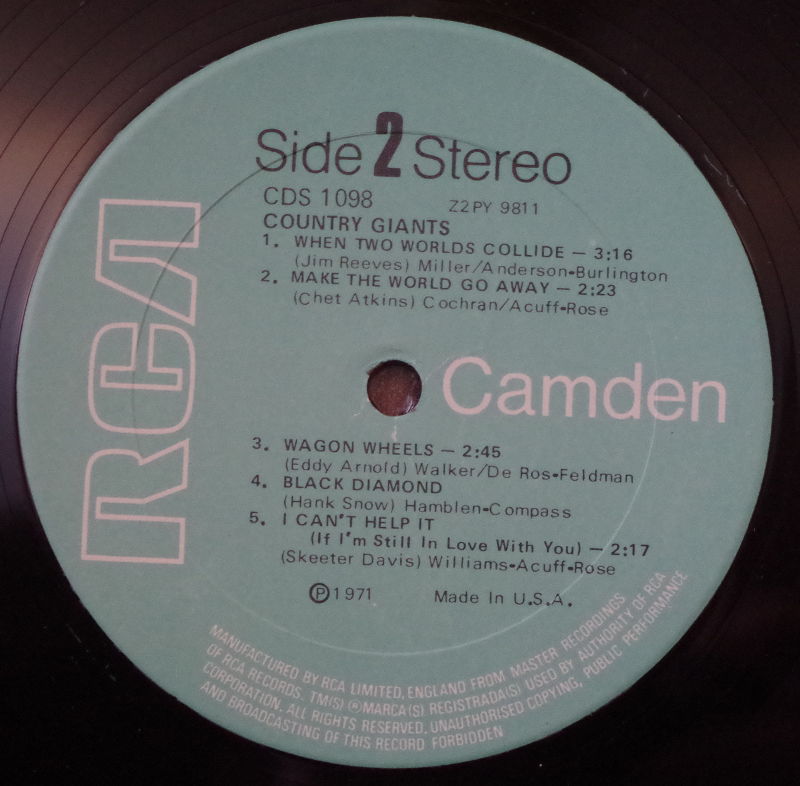 Side 2 Stereo
CDS 1098 Z2PY 9811
COUNTRY GIANTS
1. WHEN TWO WORLDS COLLIDE — 3:16
(Jim Reeves) Miller/Anderson-Burlington
2. MAKE THE WORLD GO AWAY — 2:23
(Chet Atkins) Cochran/Acuff-Rose
RCA
Camden
3. WAGON WHEELS — 2:45
(Eddy Arnold) Walker/De Ros-Feldman
4. BLACK DIAMOND
(Hank Snow) Hamblen-Compass
5. I CAN'T HELP IT
(If I'm Still In Love With You) — 2:17
(Skeeter Davis) Williams-Acuff-Rose
℗1971 Made In U.S.A.
MANUFACTURED BY RCA LIMITED, ENGLAND FROM MASTER RECORDINGS
OF RCA RECORDS. TM(S) ® MARCA(S) REGISTRADA(S) USED BY AUTHORITY OF RCA
CORPORATION. ALL RIGHTS RESERVED. UNAUTHORISED COPYING, PUBLIC PERFORMANCE
AND BROADCASTING OF THIS RECORD FORBIDDEN